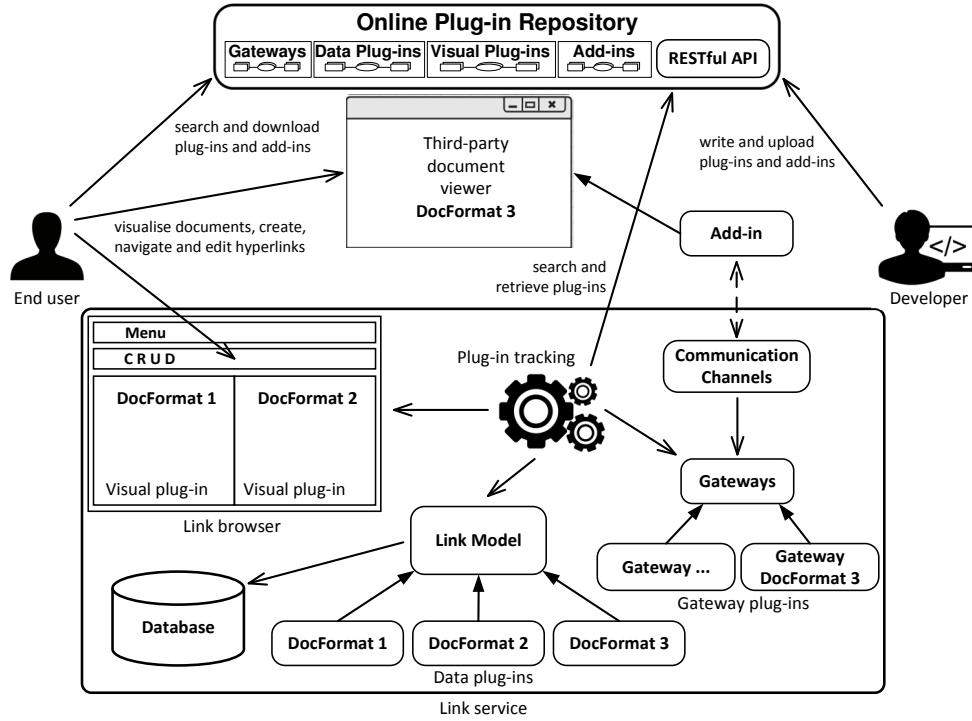 Online Plug-in Repository
Gateways
Data Plug-ins
Visual Plug-ins
Add-ins
RESTful API
search and download
plug-ins and add-ins
Third-party
document
viewer
DocFormat 3
write and upload
plug-ins and add-ins
visualise documents, create,
navigate and edit hyperlinks
Add-in
</>
End user
search and
retrieve plug-ins
Developer
Menu
C R U D
DocFormat 1
DocFormat 2
Visual plug-in
Visual plug-in
Link browser
Plug-in tracking
Communication
Channels
Gateways
Link Model
Gateway ...
Gateway
DocFormat 3
Gateway plug-ins
Database
DocFormat 1
DocFormat 2
DocFormat 3
Data plug-ins
Link service